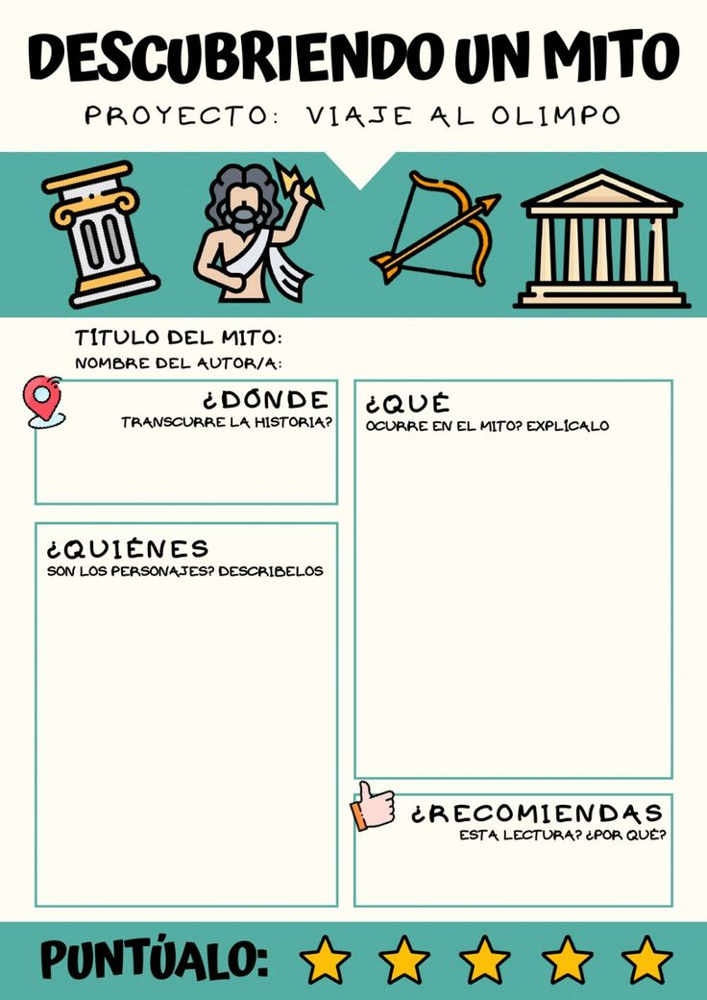 DESCUBRIENDO UN MITO
PROYECTO: VIAJE AL OLIMPO
TÍTULO DEL MITO:
NOMBRE DEL AUTOR/A:
¿DÓNDE
TRANSCURRE LA HISTORIA?
¿QUÉ
OCURRE EN EL MITO? EXPLÍCALO
¿QUIÉNES
SON LOS PERSONAJES? DESCRIBELOS
¿RECOMIENDAS
ESTA LECTURA? ¿POR QUÉ?
PUNTÚALO: